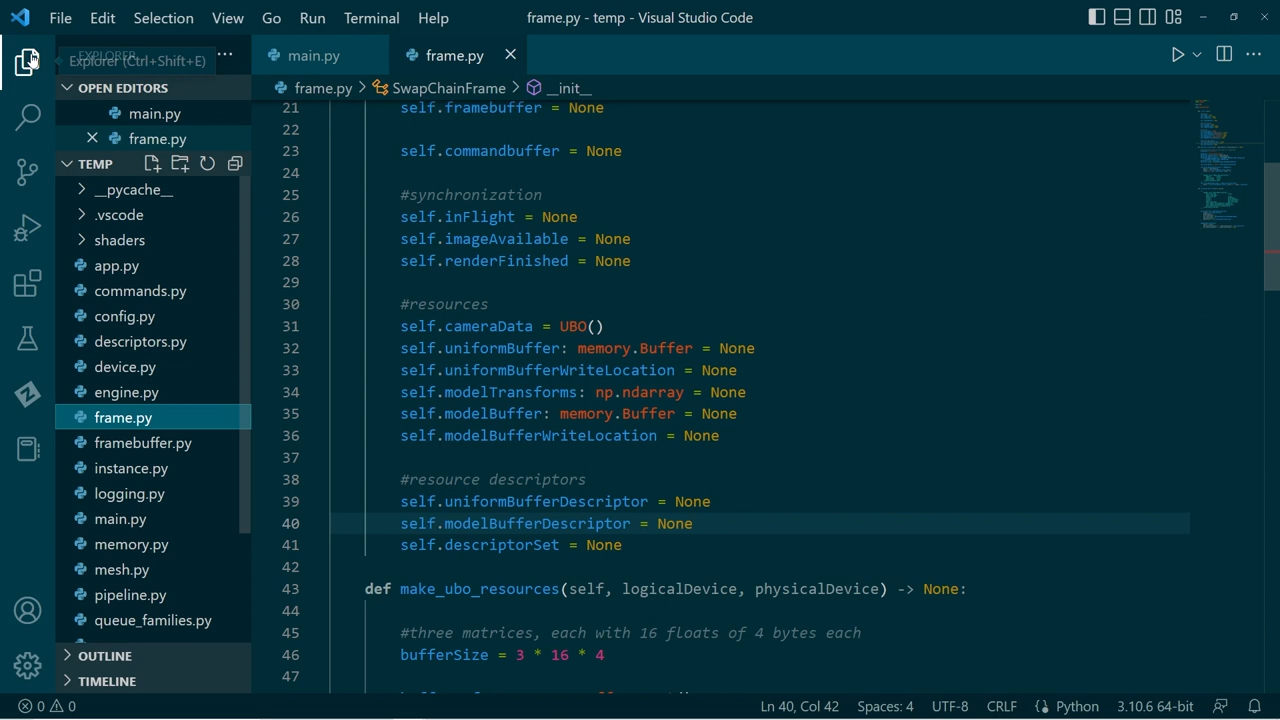 File Edit Selection View Go Run Terminal Help
frame.py - temp - Visual Studio Code
EXPLORER
Explorer (Ctrl+Shift+E)
OPEN EDITORS
main.py
frame.py
TEMP
__pycache__
.vscode
shaders
app.py
commands.py
config.py
descriptors.py
device.py
engine.py
frame.py
framebuffer.py
instance.py
logging.py
main.py
memory.py
mesh.py
pipeline.py
queue_families.py
OUTLINE
TIMELINE
main.py frame.py
frame.py > SwapChainFrame > __init__
21 self.framebuffer = None
22
23 self.commandbuffer = None
24
25 #synchronization
26 self.inFlight = None
27 self.imageAvailable = None
28 self.renderFinished = None
29
30 #resources
31 self.cameraData = UBO()
32 self.uniformBuffer: memory.Buffer = None
33 self.uniformBufferWriteLocation = None
34 self.modelTransforms: np.ndarray = None
35 self.modelBuffer: memory.Buffer = None
36 self.modelBufferWriteLocation = None
37
38 #resource descriptors
39 self.uniformBufferDescriptor = None
40 self.modelBufferDescriptor = None
41 self.descriptorSet = None
42
43 def make_ubo_resources(self, logicalDevice, physicalDevice) -> None:
44
45 #three matrices, each with 16 floats of 4 bytes each
46 bufferSize = 3 * 16 * 4
47
0 0 Ln 40, Col 42 Spaces: 4 UTF-8 CRLF Python 3.10.6 64-bit